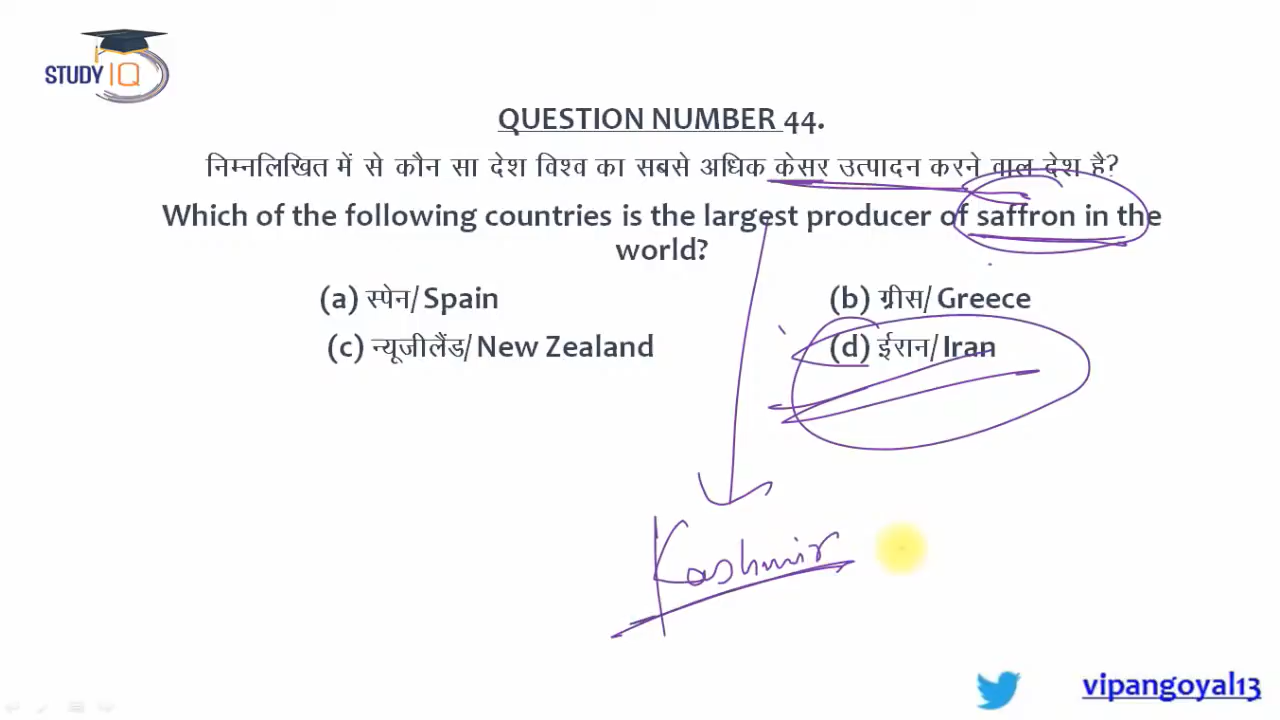 STUDY IQ
QUESTION NUMBER 44.
निम्नलिखित में से कौन सा देश विश्व का सबसे अधिक केसर उत्पादन करने वाल देश है?
Which of the following countries is the largest producer of saffron in the
world?
(a) स्पेन/ Spain (b) ग्रीस/ Greece
(c) न्यूजीलैंड/ New Zealand (d) ईरान/ Iran
Kashmir
vipangoyal13